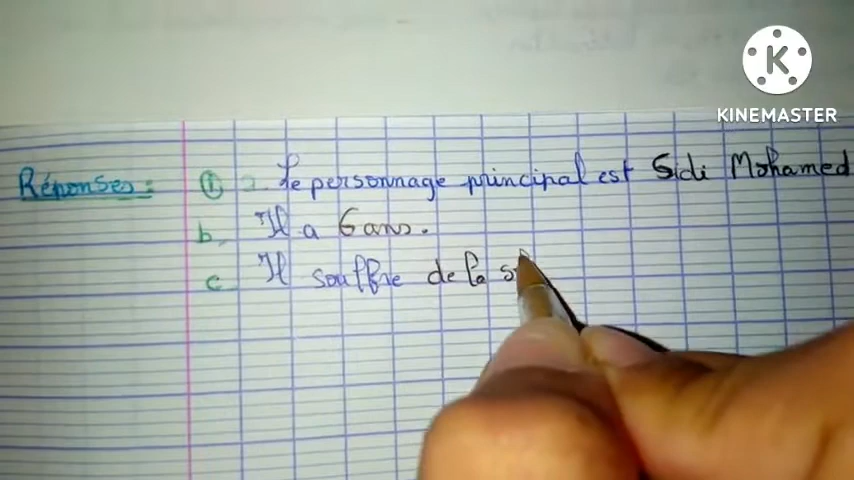 KINEMASTER
Réponses : ① a. Le personnage principal est Sidi Mohamed
b. Il a 6 ans.
c Il souffre de la